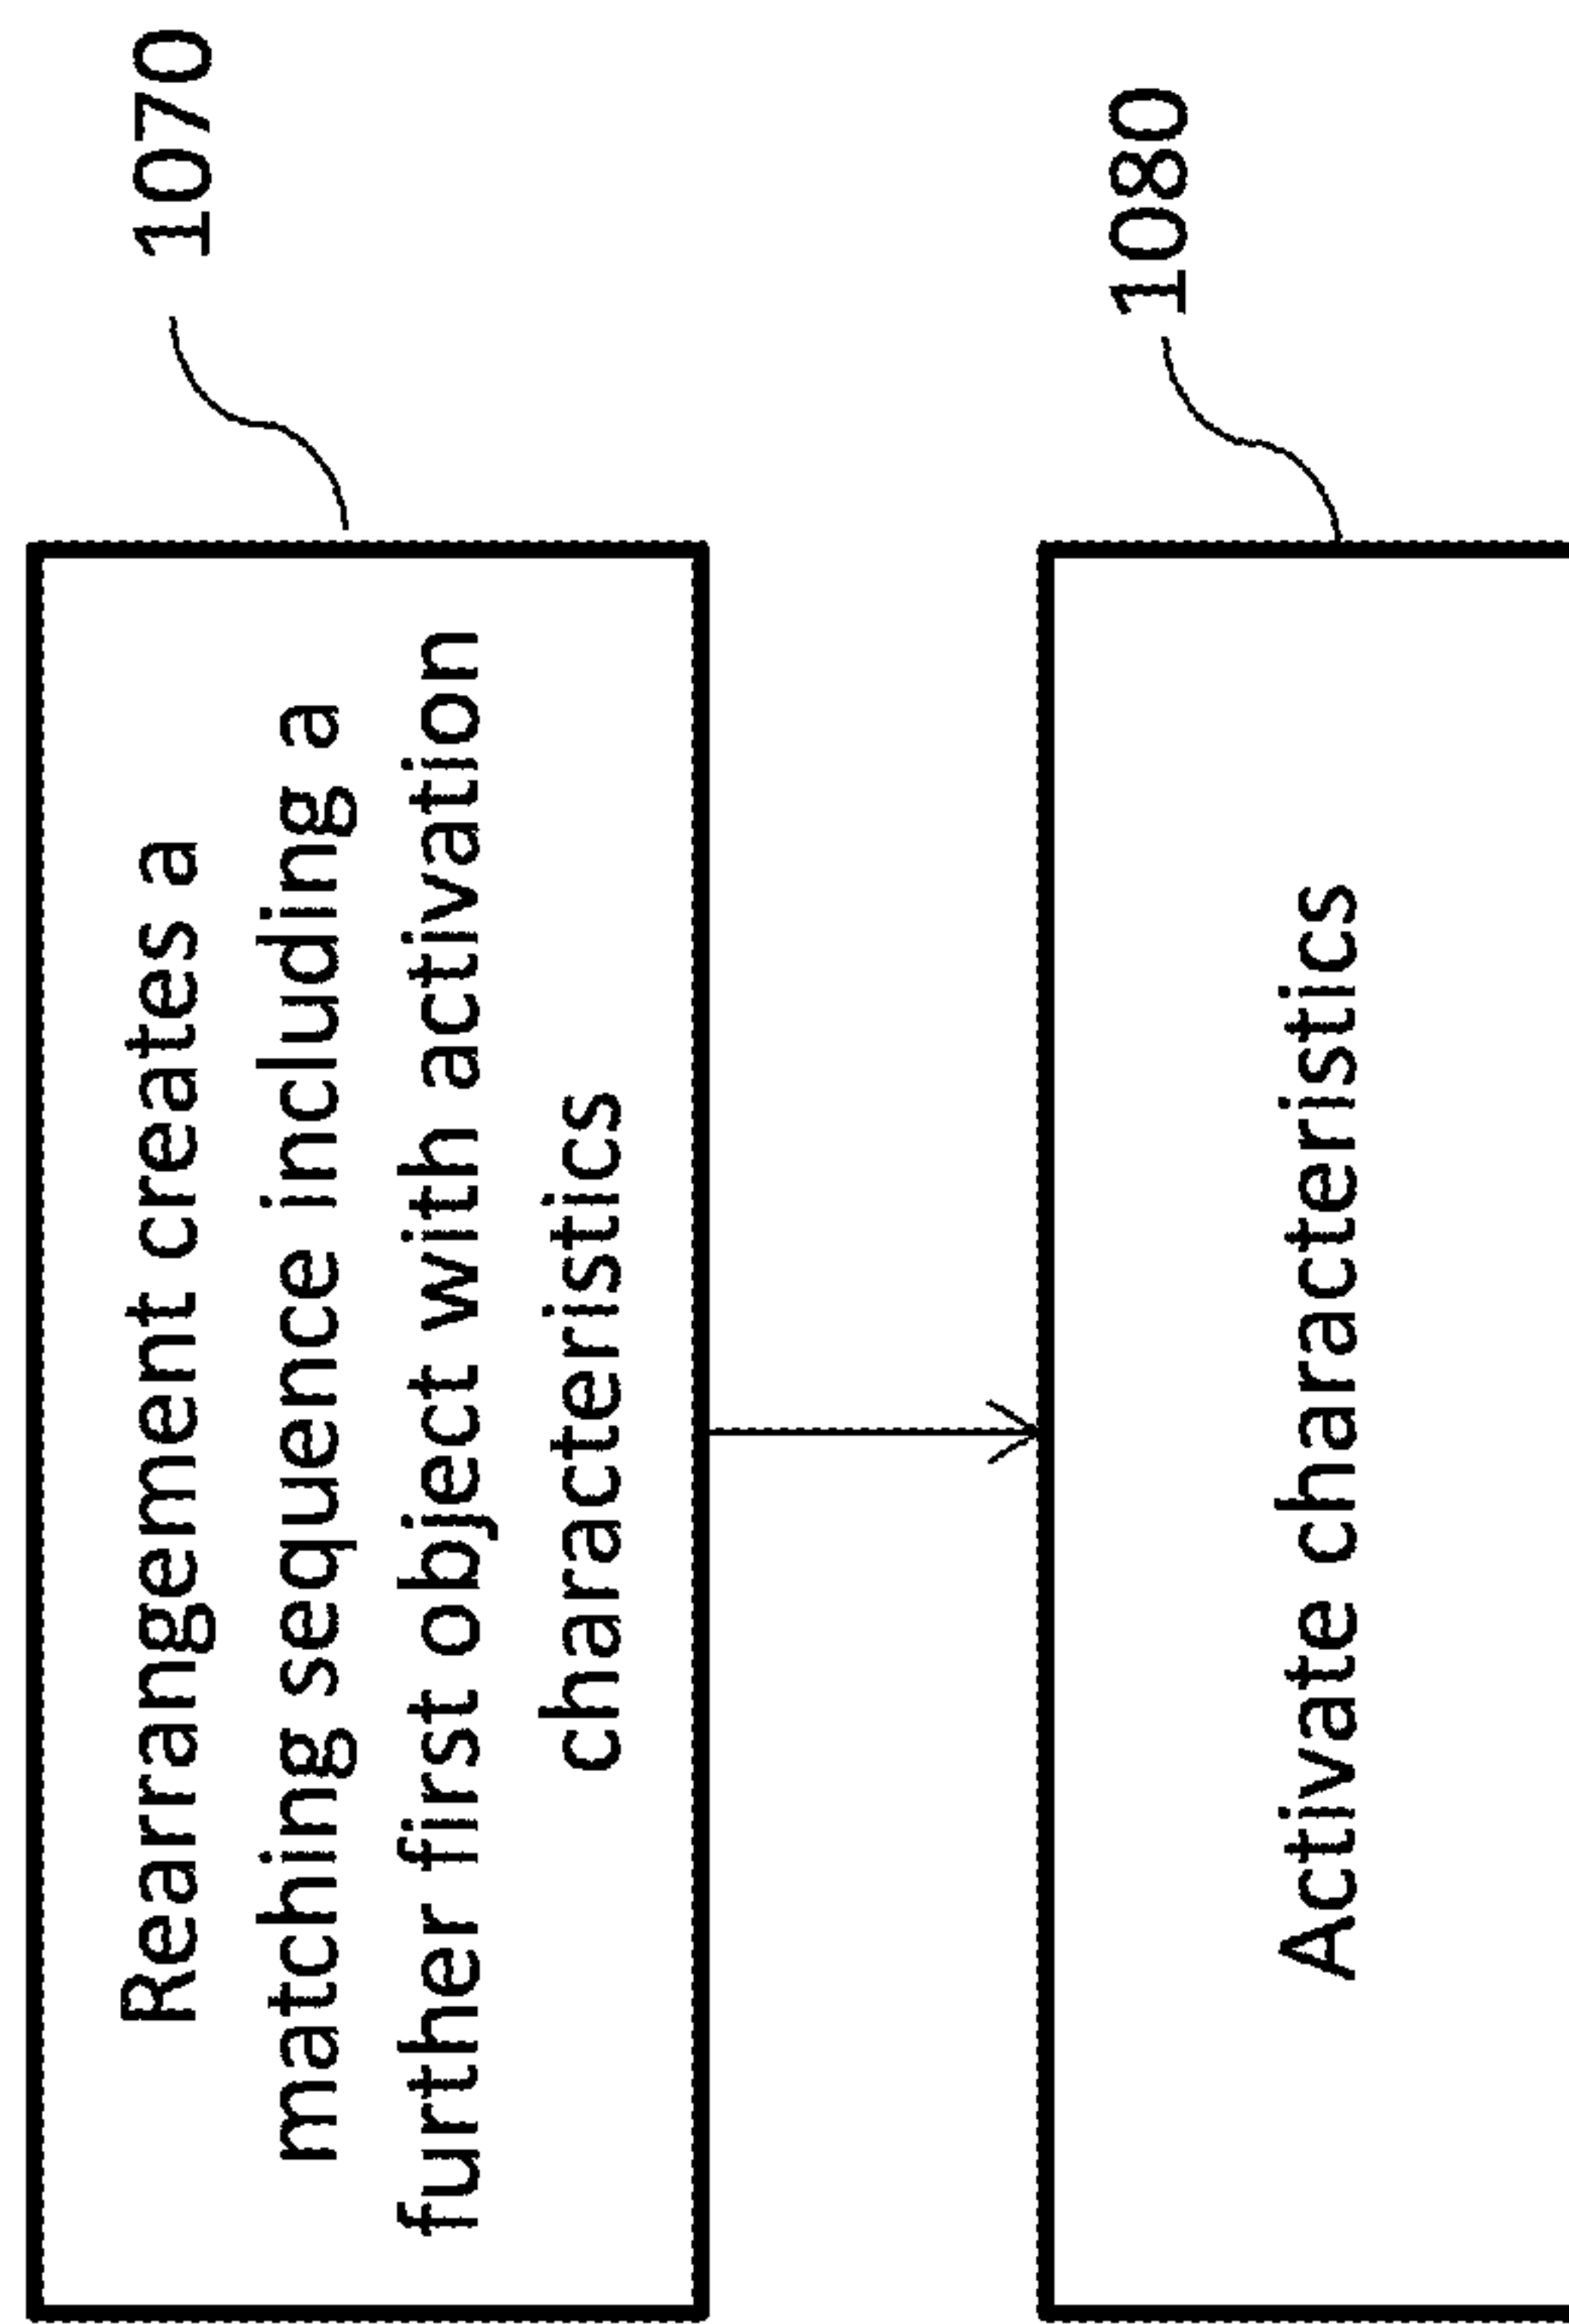 Rearrangement creates a
matching sequence including a
further first object with activation
characteristics
1070
Activate characteristics
1080